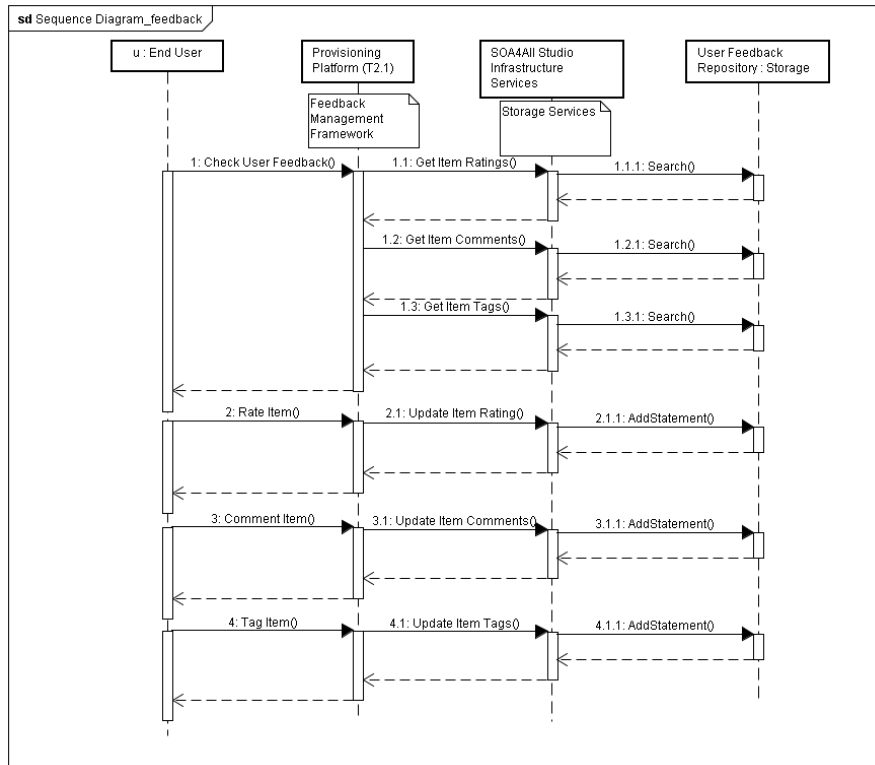 sd Sequence Diagram_feedback
u : End User
Provisioning
Platform (T2.1)
SOA4All Studio
Infrastructure
Services
User Feedback
Repository : Storage
Feedback
Management
Framework
Storage Services
1: Check User Feedback()
1.1: Get Item Ratings()
1.1.1: Search()
1.2: Get Item Comments()
1.2.1: Search()
1.3: Get Item Tags()
1.3.1: Search()
2: Rate Item()
2.1: Update Item Rating()
2.1.1: AddStatement()
3: Comment Item()
3.1: Update Item Comments()
3.1.1: AddStatement()
4: Tag Item()
4.1: Update Item Tags()
4.1.1: AddStatement()